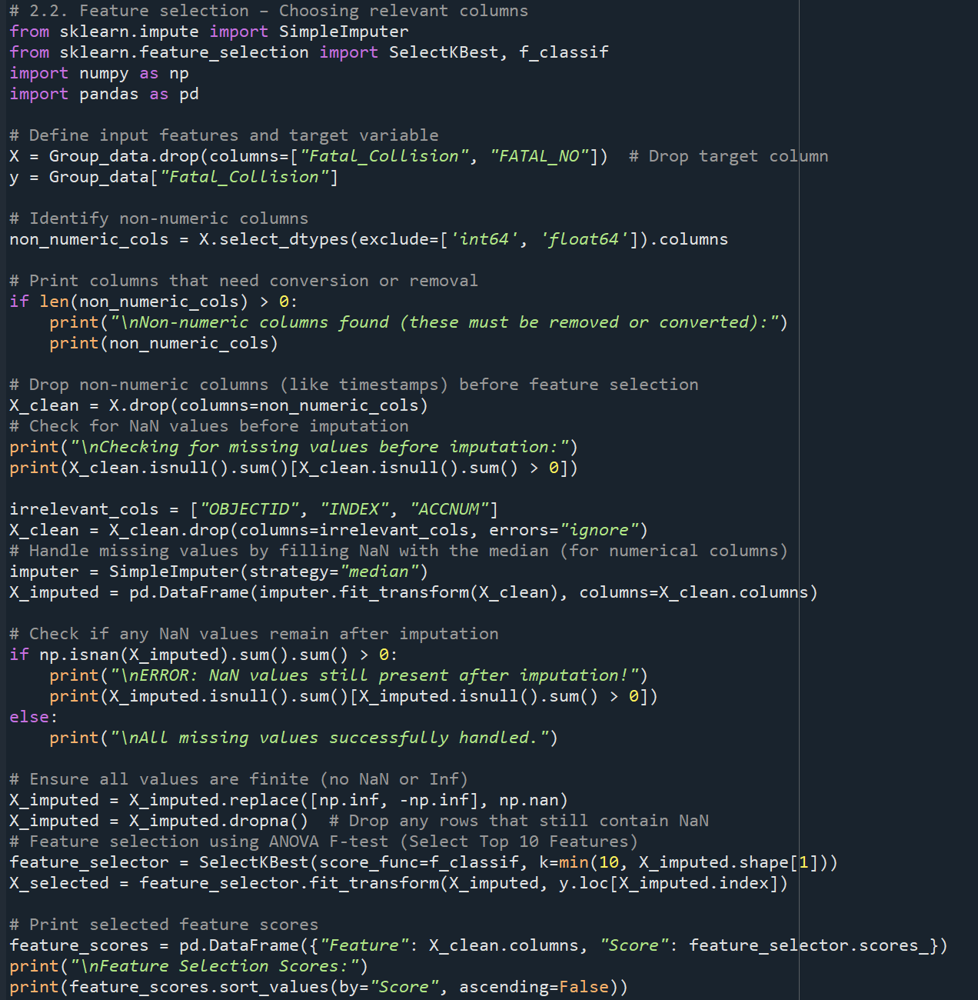 # 2.2. Feature selection – Choosing relevant columns
from sklearn.impute import SimpleImputer
from sklearn.feature_selection import SelectKBest, f_classif
import numpy as np
import pandas as pd

# Define input features and target variable
X = Group_data.drop(columns=["Fatal_Collision", "FATAL_NO"])  # Drop target column
y = Group_data["Fatal_Collision"]

# Identify non-numeric columns
non_numeric_cols = X.select_dtypes(exclude=['int64', 'float64']).columns

# Print columns that need conversion or removal
if len(non_numeric_cols) > 0:
    print("\nNon-numeric columns found (these must be removed or converted):")
    print(non_numeric_cols)

# Drop non-numeric columns (like timestamps) before feature selection
X_clean = X.drop(columns=non_numeric_cols)
# Check for NaN values before imputation
print("\nChecking for missing values before imputation:")
print(X_clean.isnull().sum()[X_clean.isnull().sum() > 0])

irrelevant_cols = ["OBJECTID", "INDEX", "ACCNUM"]
X_clean = X_clean.drop(columns=irrelevant_cols, errors="ignore")
# Handle missing values by filling NaN with the median (for numerical columns)
imputer = SimpleImputer(strategy="median")
X_imputed = pd.DataFrame(imputer.fit_transform(X_clean), columns=X_clean.columns)

# Check if any NaN values remain after imputation
if np.isnan(X_imputed).sum().sum() > 0:
    print("\nERROR: NaN values still present after imputation!")
    print(X_imputed.isnull().sum()[X_imputed.isnull().sum() > 0])
else:
    print("\nAll missing values successfully handled.")

# Ensure all values are finite (no NaN or Inf)
X_imputed = X_imputed.replace([np.inf, -np.inf], np.nan)
X_imputed = X_imputed.dropna()  # Drop any rows that still contain NaN
# Feature selection using ANOVA F-test (Select Top 10 Features)
feature_selector = SelectKBest(score_func=f_classif, k=min(10, X_imputed.shape[1]))
X_selected = feature_selector.fit_transform(X_imputed, y.loc[X_imputed.index])

# Print selected feature scores
feature_scores = pd.DataFrame({"Feature": X_clean.columns, "Score": feature_selector.scores_})
print("\nFeature Selection Scores:")
print(feature_scores.sort_values(by="Score", ascending=False))